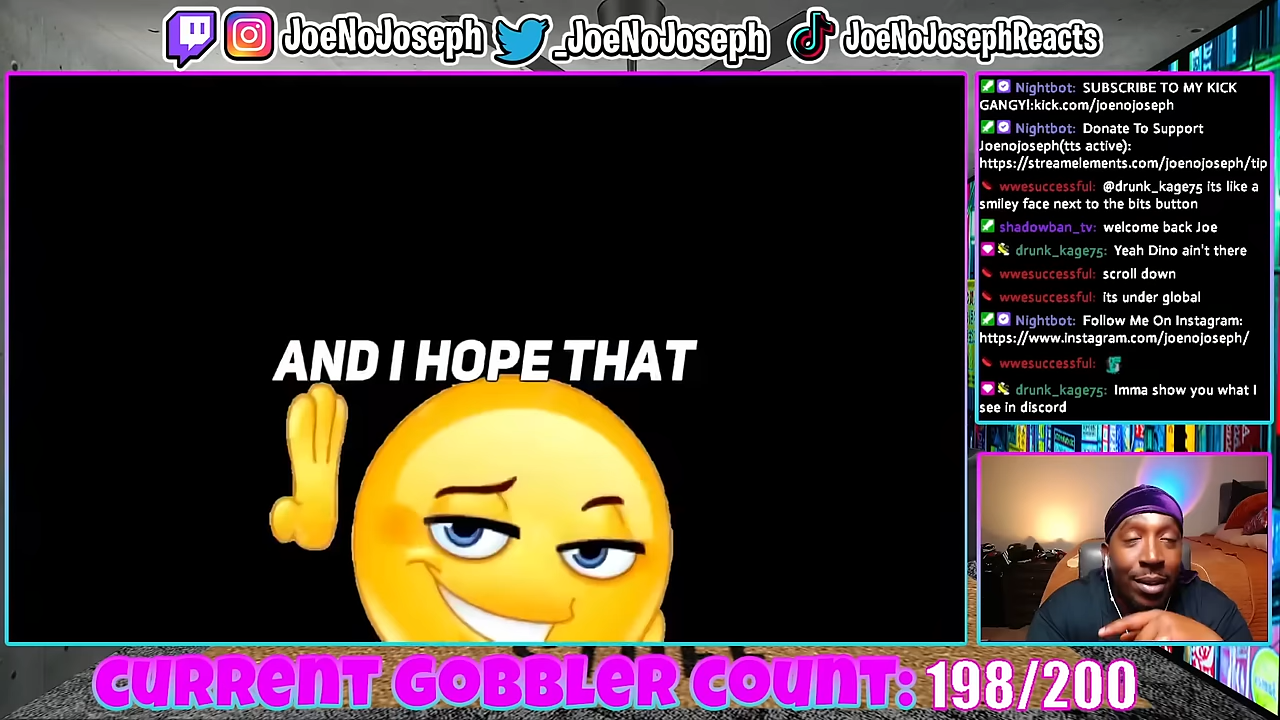 JoeNoJoseph _JoeNoJoseph JoeNoJosephReacts
AND I HOPE THAT
Nightbot: SUBSCRIBE TO MY KICK
GANGY!:kick.com/joenojoseph
Nightbot: Donate To Support
Joenojoseph(tts active):
https://streamelements.com/joenojoseph/tip
wwesuccessful: @drunk_kage75 its like a
smiley face next to the bits button
shadowban_tv: welcome back Joe
drunk_kage75: Yeah Dino ain't there
wwesuccessful: scroll down
wwesuccessful: its under global
Nightbot: Follow Me On Instagram:
https://www.instagram.com/joenojoseph/
wwesuccessful:
drunk_kage75: Imma show you what I
see in discord
CURRENT GOBBLER COUNT: 198/200